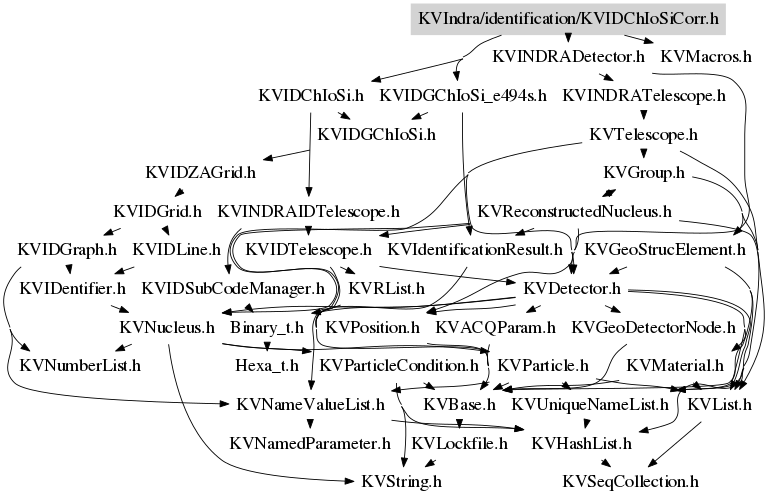 KVIndra/identification/KVIDChIoSiCorr.h
KVINDRADetector.h KVMacros.h
KVIDChIoSi.h KVIDGChIoSi_e494s.h KVINDRATelescope.h
KVIDGChIoSi.h KVTelescope.h
KVIDZAGrid.h KVGroup.h
KVIDGrid.h KVINDRAIDTelescope.h KVReconstructedNucleus.h
KVIDGraph.h KVIDLine.h KVIDTelescope.h KVIdentificationResult.h KVGeoStrucElement.h
KVIDentifier.h KVIDSubCodeManager.h KVRList.h KVDetector.h
KVNucleus.h Binary_t.h KVPosition.h KVACQParam.h KVGeoDetectorNode.h
KVNumberList.h Hexa_t.h KVParticleCondition.h KVParticle.h KVMaterial.h
KVNameValueList.h KVBase.h KVUniqueNameList.h KVList.h
KVNamedParameter.h KVLockfile.h KVHashList.h
KVString.h KVSeqCollection.h